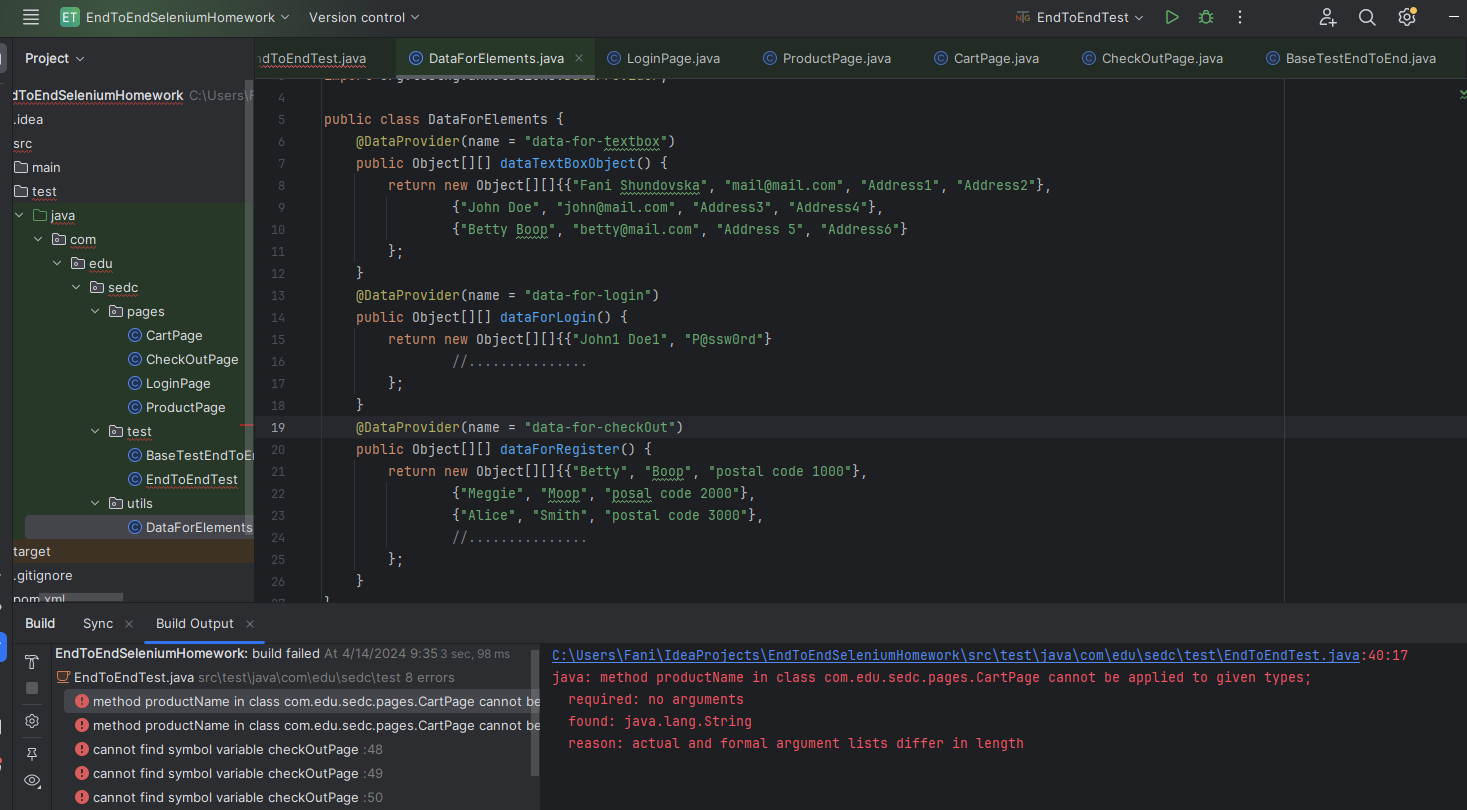 ET EndToEndSeleniumHomework Version control EndToEndTest
Project
EndToEndTest.java DataForElements.java LoginPage.java ProductPage.java CartPage.java CheckOutPage.java BaseTestEndToEnd.java
dToEndSeleniumHomework C:\Users\F
.idea
src
main
test
java
com
edu
sedc
pages
CartPage
CheckOutPage
LoginPage
ProductPage
test
BaseTestEndToEn
EndToEndTest
utils
DataForElements
target
.gitignore
pom.xml
4
5 public class DataForElements {
6 @DataProvider(name = "data-for-textbox")
7 public Object[][] dataTextBoxObject() {
8 return new Object[][]{{"Fani Shundovska", "mail@mail.com", "Address1", "Address2"},
9 {"John Doe", "john@mail.com", "Address3", "Address4"},
10 {"Betty Boop", "betty@mail.com", "Address 5", "Address6"}
11 };
12 }
13 @DataProvider(name = "data-for-login")
14 public Object[][] dataForLogin() {
15 return new Object[][]{{"John1 Doe1", "P@ssw0rd"}
16 //...............
17 };
18 }
19 @DataProvider(name = "data-for-checkOut")
20 public Object[][] dataForRegister() {
21 return new Object[][]{{"Betty", "Boop", "postal code 1000"},
22 {"Meggie", "Moop", "posal code 2000"},
23 {"Alice", "Smith", "postal code 3000"},
24 //...............
25 };
26 }
Build Sync Build Output
EndToEndSeleniumHomework: build failed At 4/14/2024 9:35 3 sec, 98 ms
EndToEndTest.java src\test\java\com\edu\sedc\test 8 errors
method productName in class com.edu.sedc.pages.CartPage cannot be
method productName in class com.edu.sedc.pages.CartPage cannot be
cannot find symbol variable checkOutPage :48
cannot find symbol variable checkOutPage :49
cannot find symbol variable checkOutPage :50
C:\Users\Fani\IdeaProjects\EndToEndSeleniumHomework\src\test\java\com\edu\sedc\test\EndToEndTest.java:40:17
java: method productName in class com.edu.sedc.pages.CartPage cannot be applied to given types;
required: no arguments
found: java.lang.String
reason: actual and formal argument lists differ in length